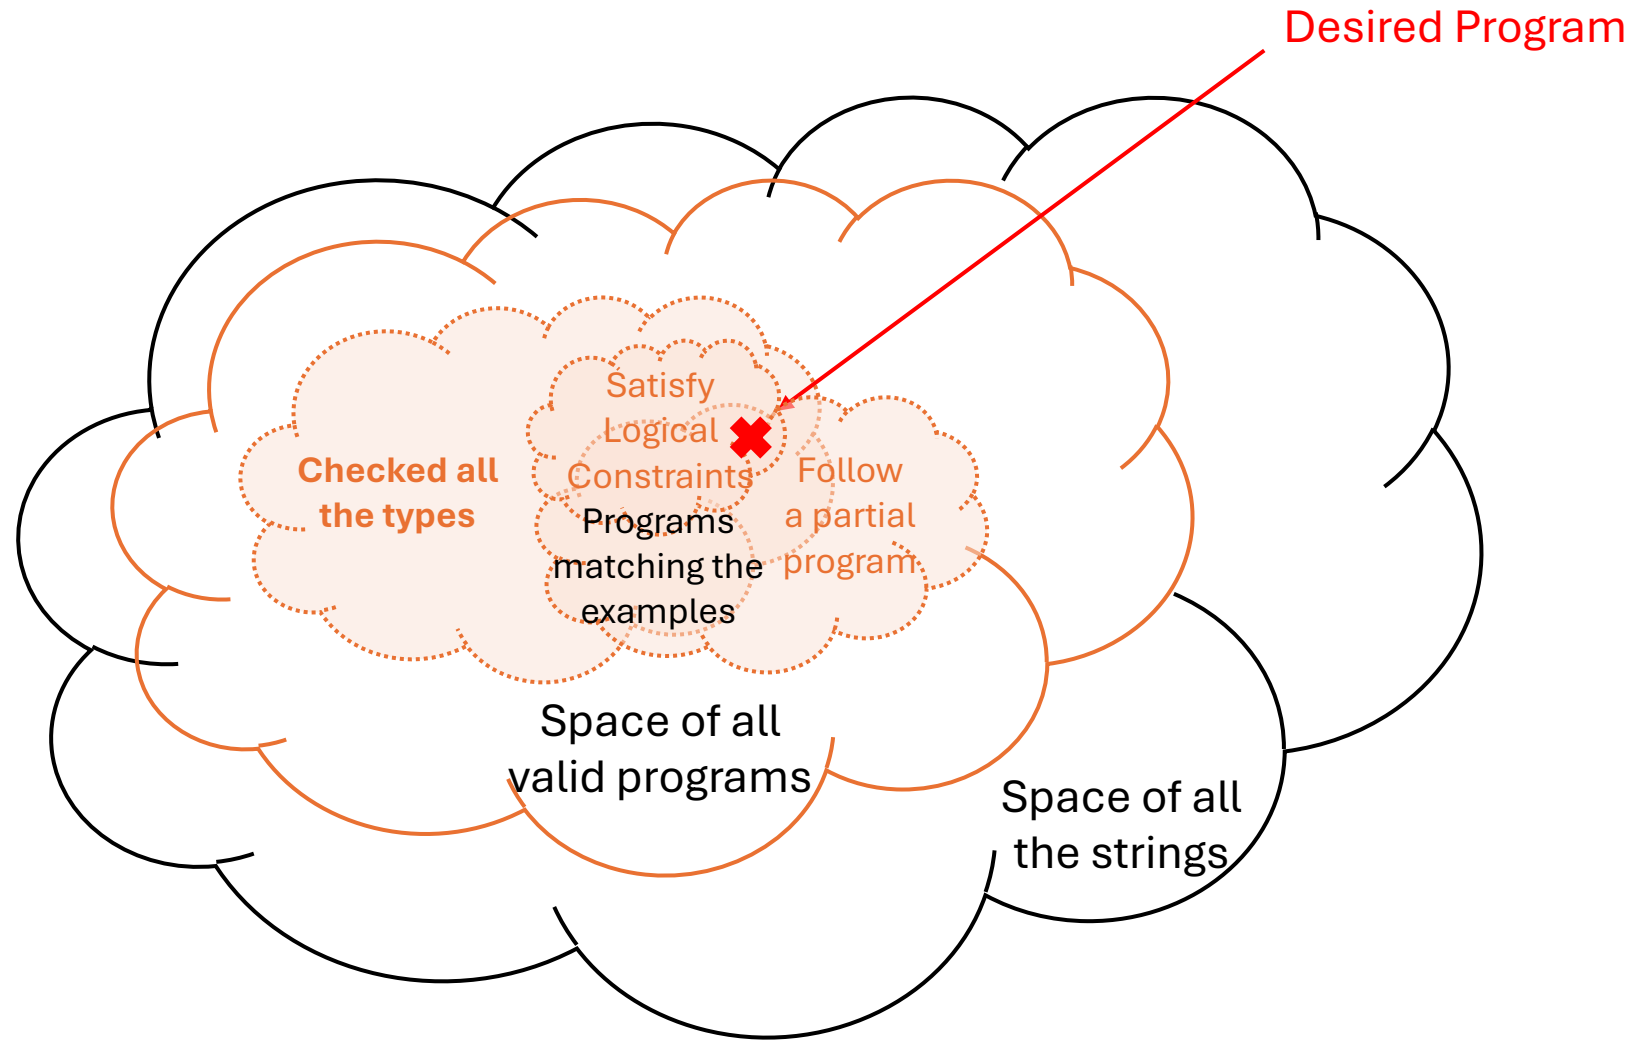 Desired Program
Satisfy
Logical
Constraints
Checked all
the types
Follow
a partial
program
Programs
matching the
examples
Space of all
valid programs
Space of all
the strings